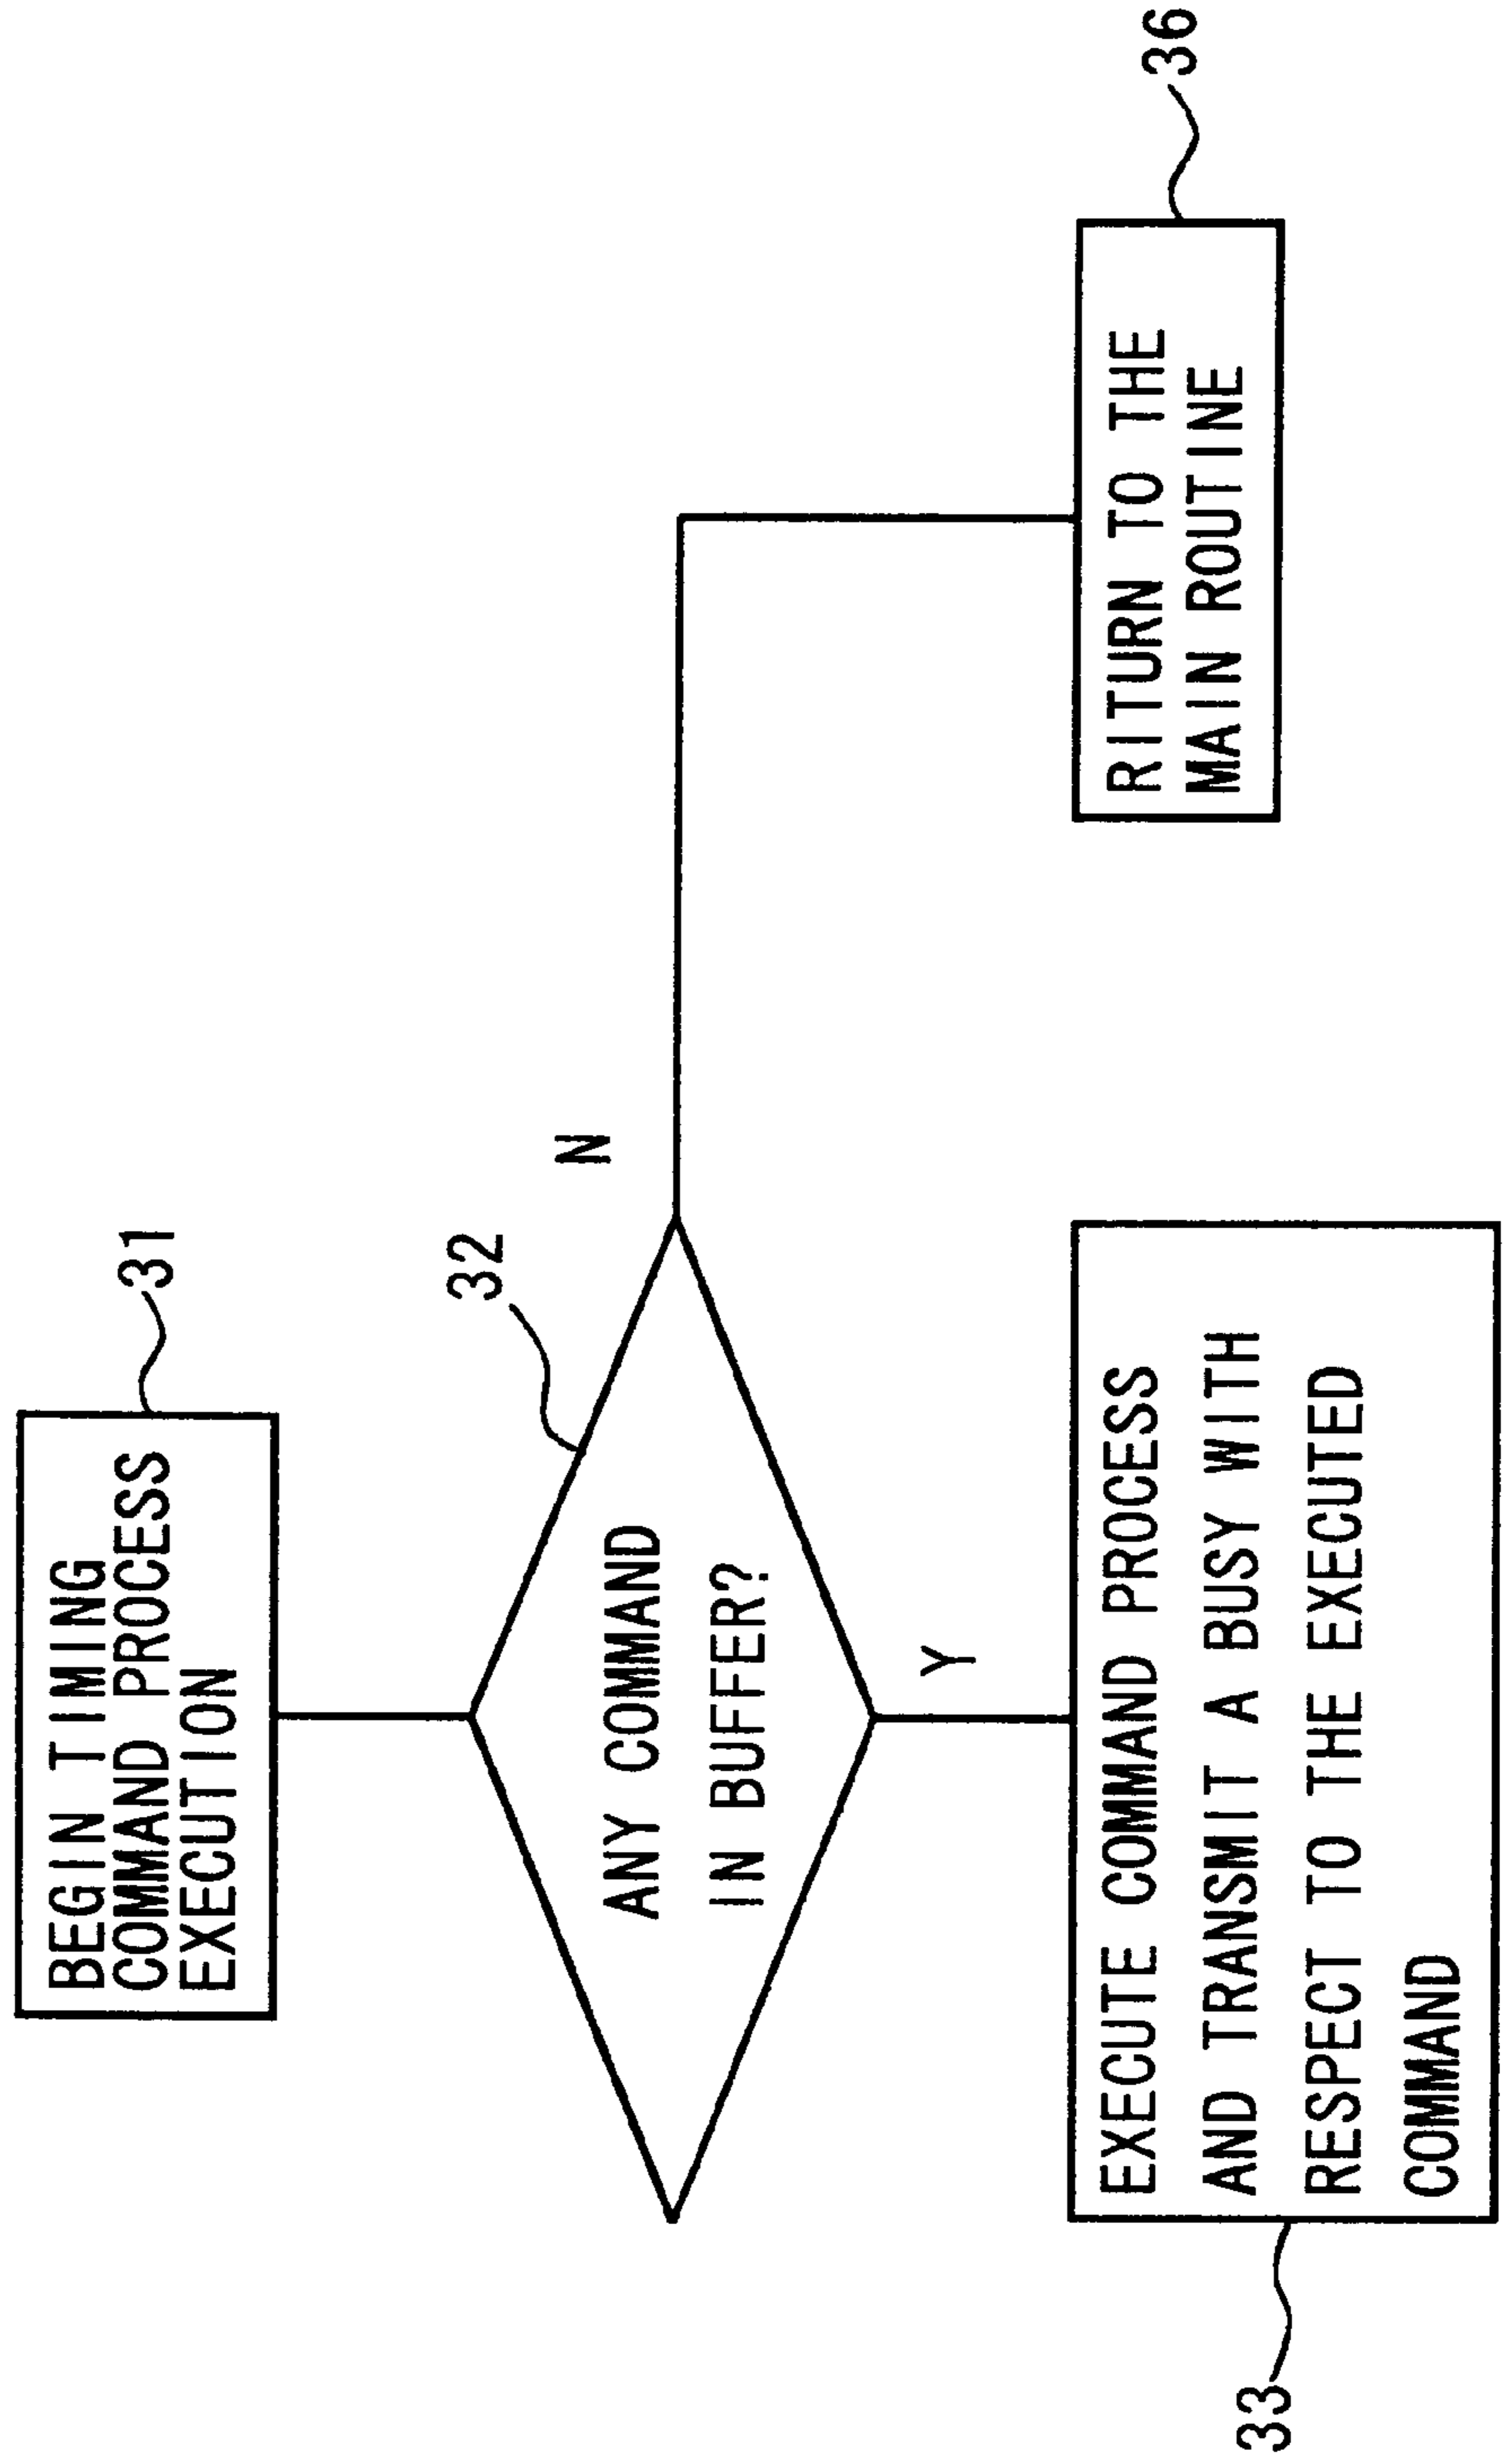 BEGIN TIMING
COMMAND PROCESS
EXECUTION
31
32
ANY COMMAND
IN BUFFER?
N
Y
EXECUTE COMMAND PROCESS
AND TRANSMIT A BUSY WITH
RESPECT TO THE EXECUTED
COMMAND
33
RITURN TO THE
MAIN ROUTINE
36